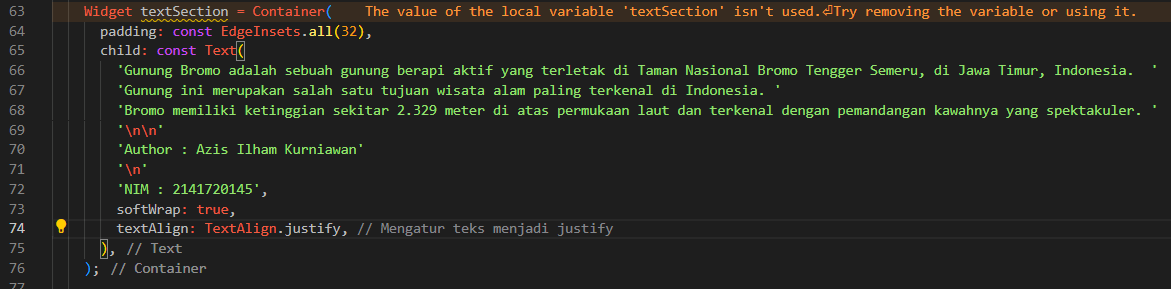 63 Widget textSection = Container( The value of the local variable 'textSection' isn't used.⏎Try removing the variable or using it.
64 padding: const EdgeInsets.all(32),
65 child: const Text(
66 'Gunung Bromo adalah sebuah gunung berapi aktif yang terletak di Taman Nasional Bromo Tengger Semeru, di Jawa Timur, Indonesia.  '
67 'Gunung ini merupakan salah satu tujuan wisata alam paling terkenal di Indonesia. '
68 'Bromo memiliki ketinggian sekitar 2.329 meter di atas permukaan laut dan terkenal dengan pemandangan kawahnya yang spektakuler. '
69 '\n\n'
70 'Author : Azis Ilham Kurniawan'
71 '\n'
72 'NIM : 2141720145',
73 softWrap: true,
74 textAlign: TextAlign.justify, // Mengatur teks menjadi justify
75 ), // Text
76 ); // Container
77